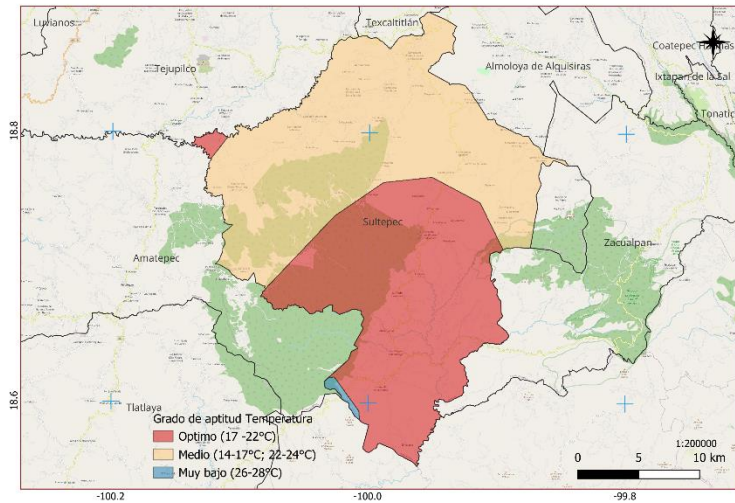 Luvianos
Texcaltitlán
Tejupilco
Almoloya de Alquisiras
Coatepec Harinas
Ixtapan de la Sal
Tonatic
18.8
Sultepec
Zacualpan
Amatepec
18.6
Tlatlaya
Grado de aptitud Temperatura
Optimo (17 -22°C)
Medio (14-17°C; 22-24°C)
Muy bajo (26-28°C)
1:200000
0 5 10 km
-100.2 -100.0 -99.8